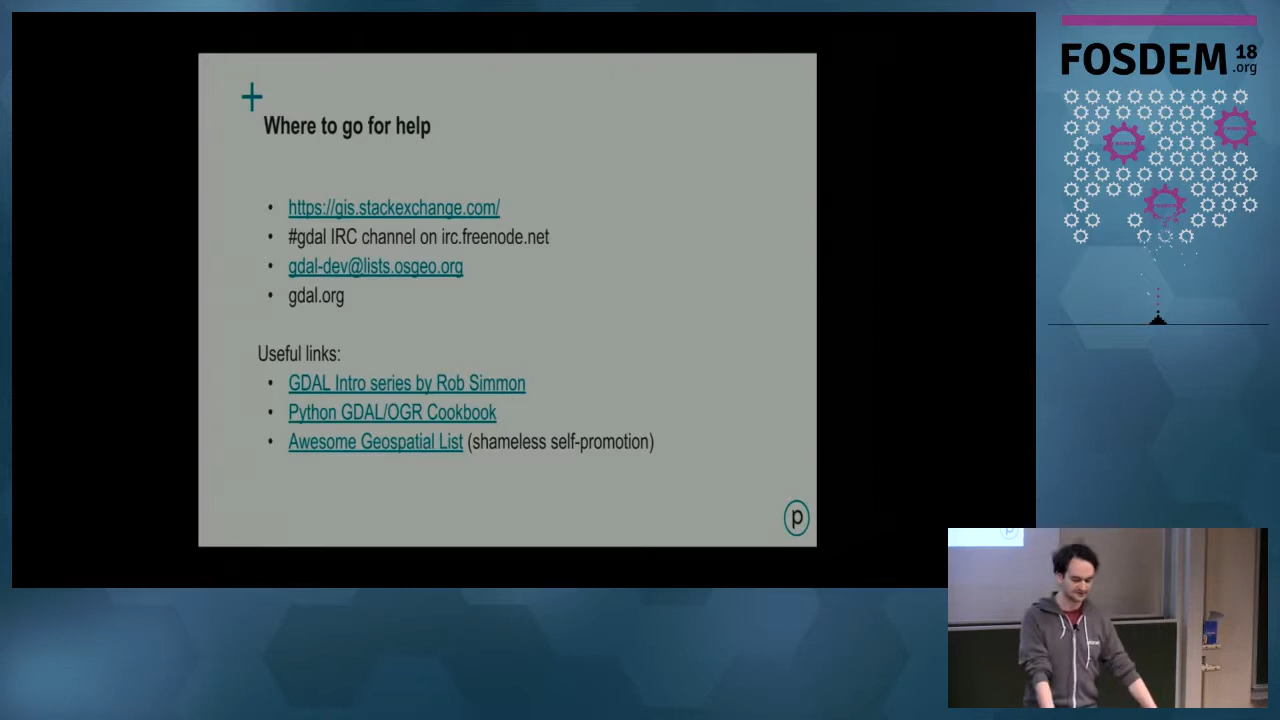 FOSDEM 18
.org
+
Where to go for help
• https://gis.stackexchange.com/
• #gdal IRC channel on irc.freenode.net
• gdal-dev@lists.osgeo.org
• gdal.org
Useful links:
• GDAL Intro series by Rob Simmon
• Python GDAL/OGR Cookbook
• Awesome Geospatial List (shameless self-promotion)
p